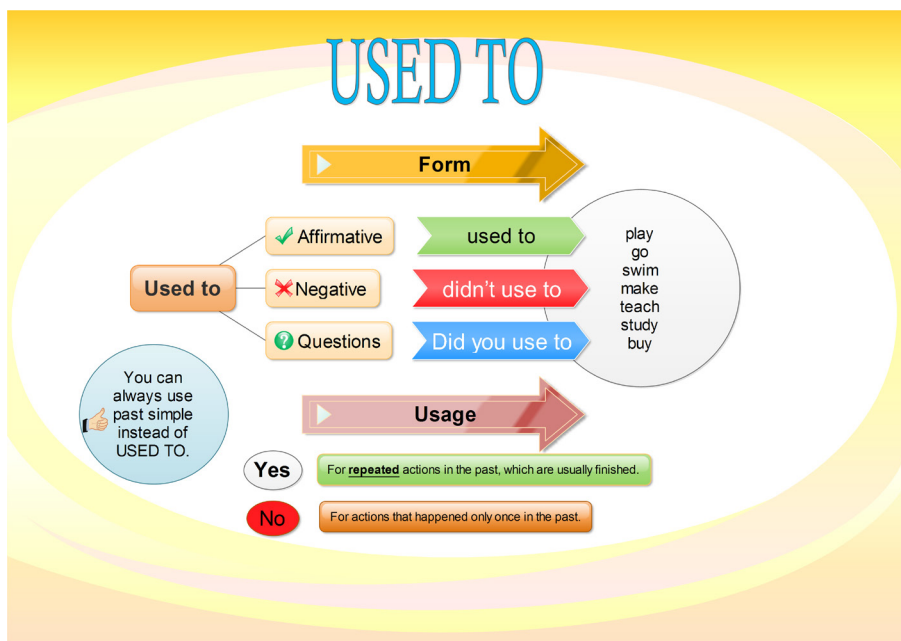 USED TO
Form
Affirmative
used to
Used to
Negative
didn't use to
Questions
Did you use to
play
go
swim
make
teach
study
buy
You can
always use
past simple
instead of
USED TO.
Usage
Yes
For repeated actions in the past, which are usually finished.
No
For actions that happened only once in the past.